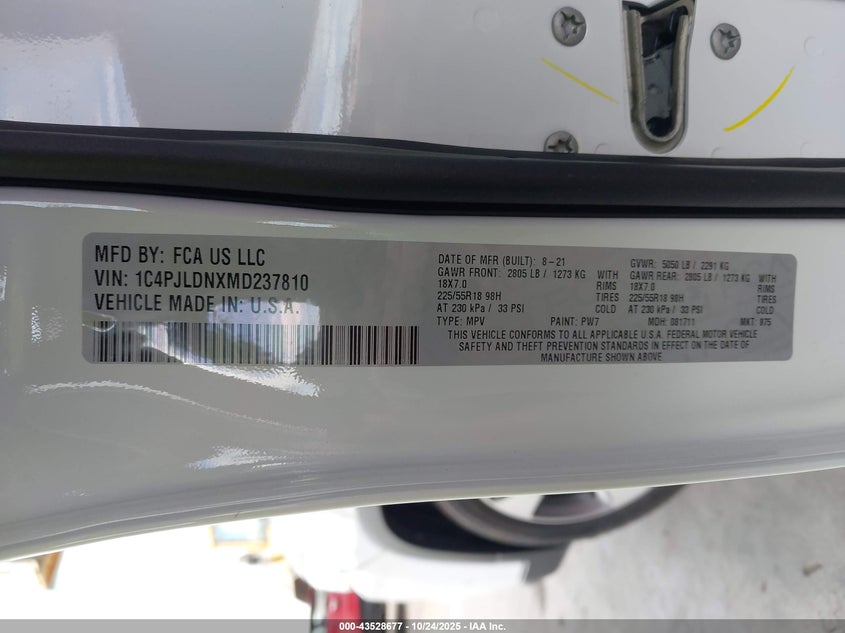 MFD BY: FCA US LLC
VIN: 1C4PJLDNXMD237810
VEHICLE MADE IN: U.S.A.
DATE OF MFR (BUILT): 8-21
GAWR FRONT: 2805 LB / 1273 KG WITH
18X7.0 RIMS
225/55R18 98H TIRES
AT 230 kPa / 33 PSI COLD
TYPE: MPV PAINT: PW7
GVWR: 5050 LB / 2291 KG
GAWR REAR: 2805 LB / 1273 KG WITH
18X7.0 RIMS
225/55R18 98H TIRES
AT 230 kPa / 33 PSI COLD
MDH: 081711 MKT: 975
THIS VEHICLE CONFORMS TO ALL APPLICABLE U.S.A. FEDERAL MOTOR VEHICLE
SAFETY AND THEFT PREVENTION STANDARDS IN EFFECT ON THE DATE OF
MANUFACTURE SHOWN ABOVE
000-43528677 - 10/24/2025 - IAA Inc.